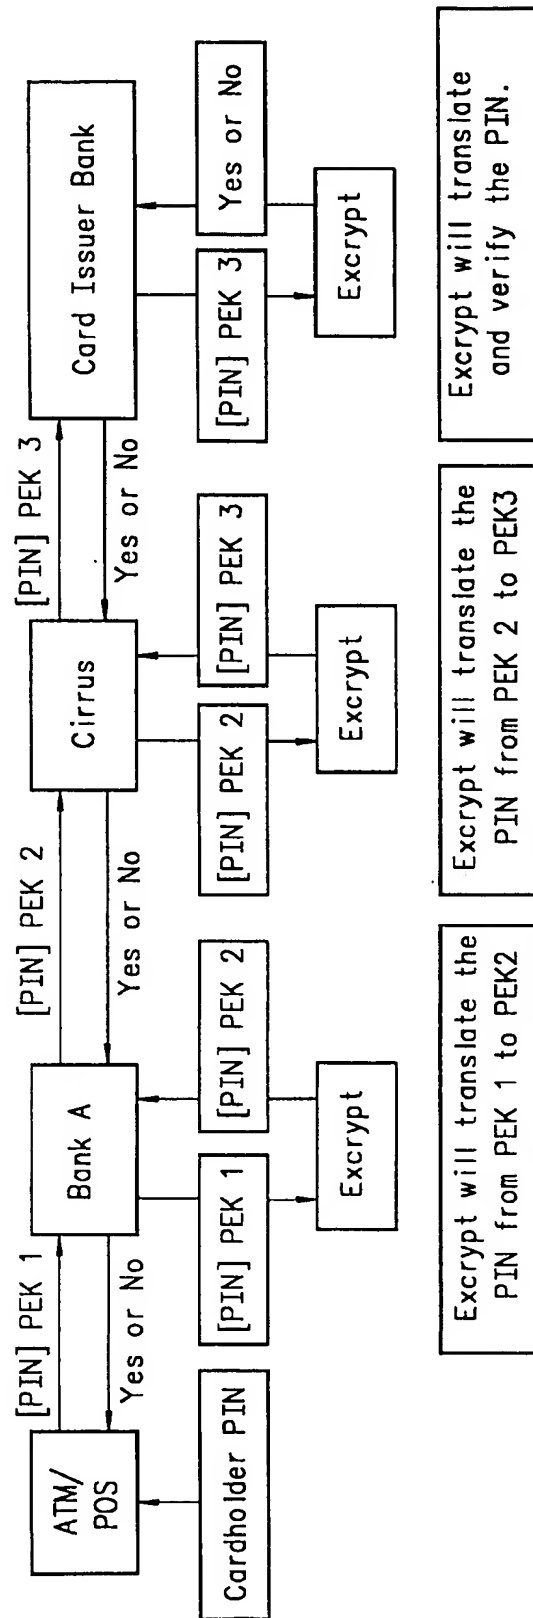 ATM/
POS
[PIN] PEK 1
Yes or No
Bank A
[PIN] PEK 2
Yes or No
Cirrus
[PIN] PEK 3
Yes or No
Card Issuer Bank
Cardholder PIN
[PIN] PEK 1
[PIN] PEK 2
[PIN] PEK 2
[PIN] PEK 3
[PIN] PEK 3
Yes or No
Excrypt
Excrypt
Excrypt
Excrypt will translate the
PIN from PEK 1 to PEK2
Excrypt will translate the
PIN from PEK 2 to PEK3
Excrypt will translate
and verify the PIN.